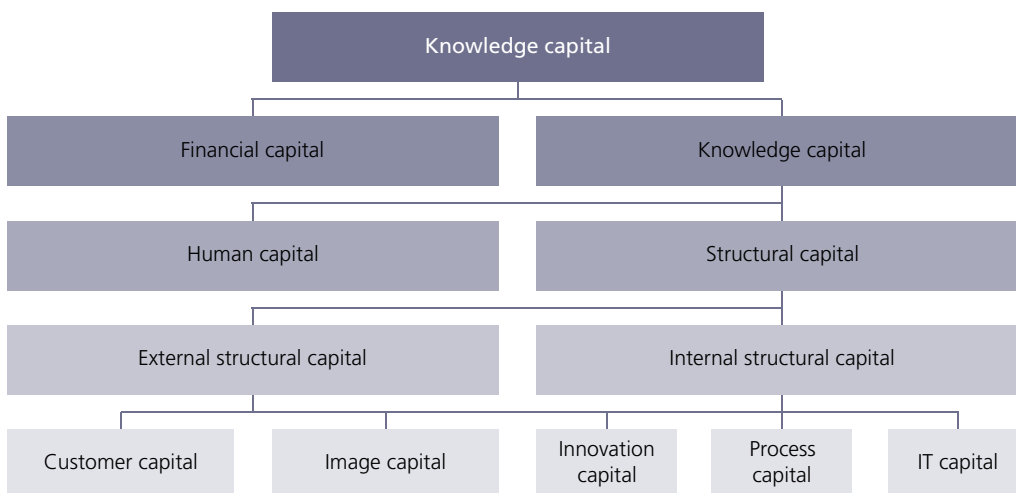 Knowledge capital
Financial capital
Knowledge capital
Human capital
Structural capital
External structural capital
Internal structural capital
Customer capital
Image capital
Innovation
capital
Process
capital
IT capital